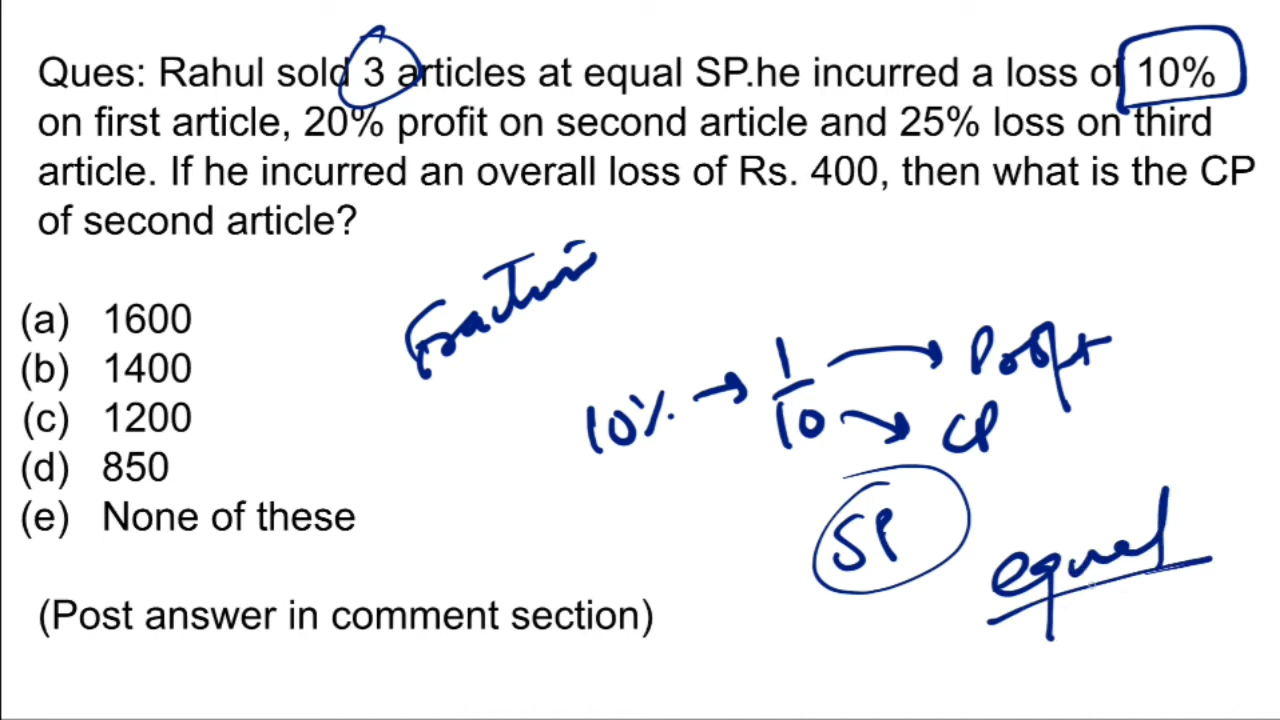 Ques: Rahul sold 3 articles at equal SP.he incurred a loss of 10%
on first article, 20% profit on second article and 25% loss on third
article. If he incurred an overall loss of Rs. 400, then what is the CP
of second article?
(a) 1600
(b) 1400
(c) 1200
(d) 850
(e) None of these
10% → 1/10 → Profit
→ CP
SP
equal
(Post answer in comment section)